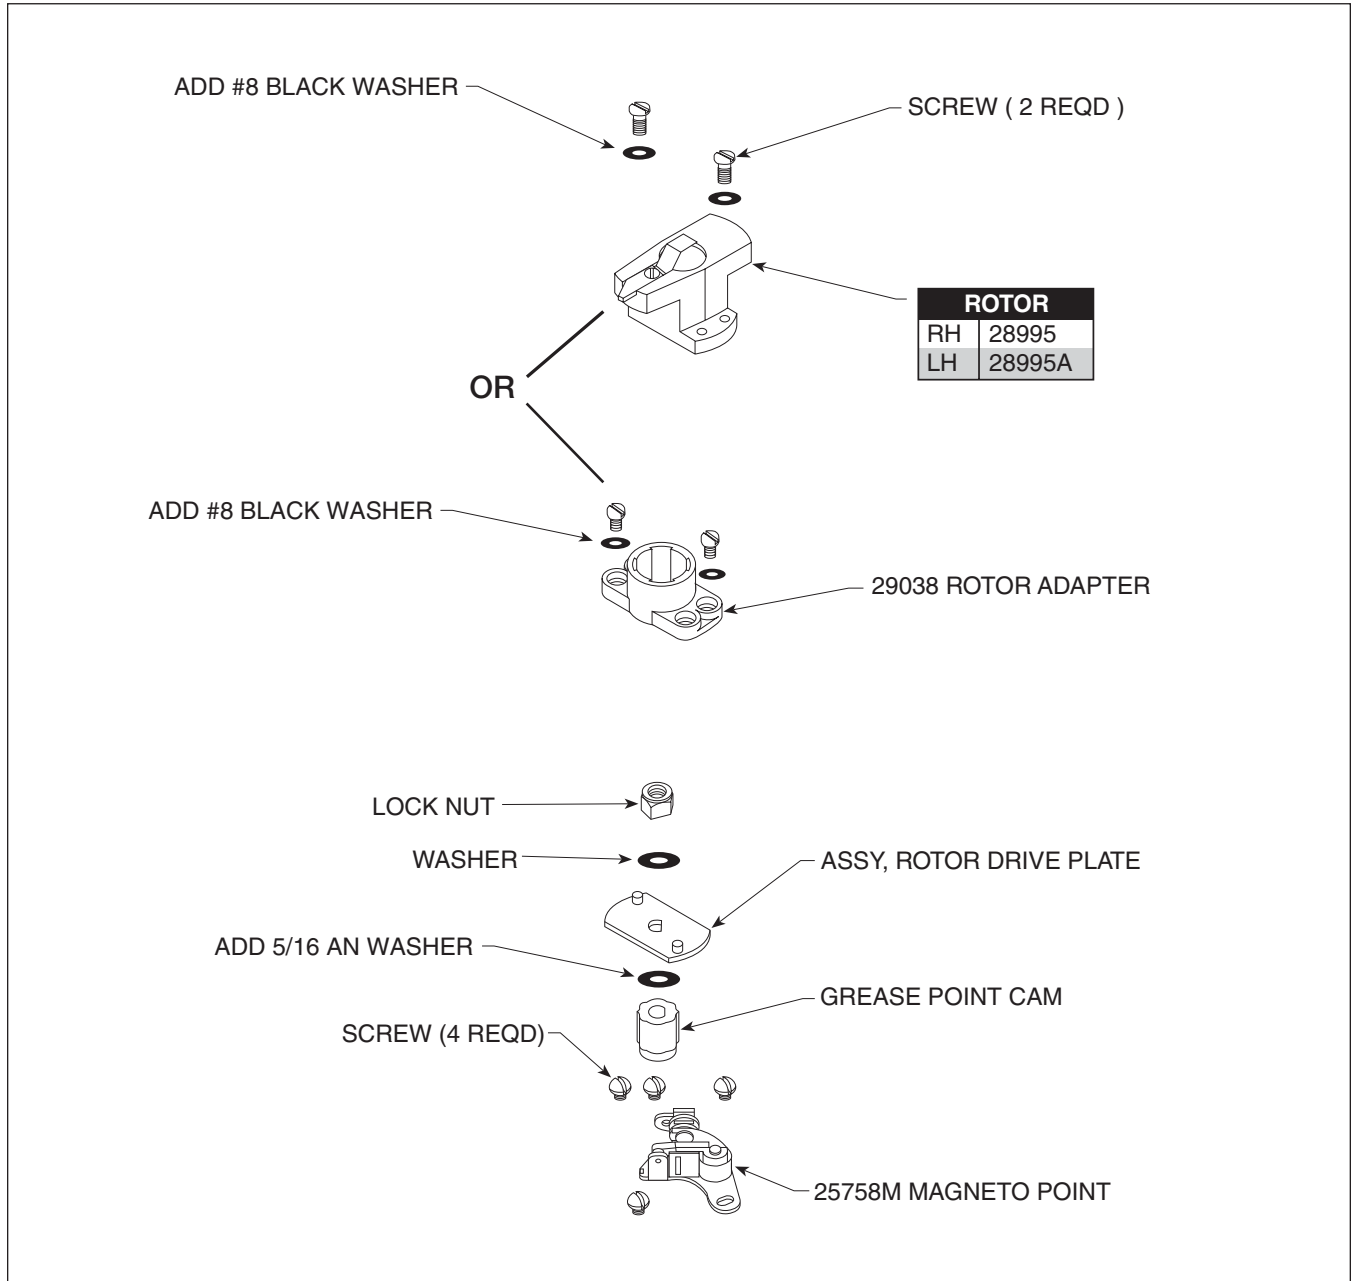 ADD #8 BLACK WASHER
SCREW ( 2 REQD )
ROTOR
RH 28995
LH 28995A
OR
ADD #8 BLACK WASHER
29038 ROTOR ADAPTER
LOCK NUT
WASHER
ASSY, ROTOR DRIVE PLATE
ADD 5/16 AN WASHER
GREASE POINT CAM
SCREW (4 REQD)
25758M MAGNETO POINT